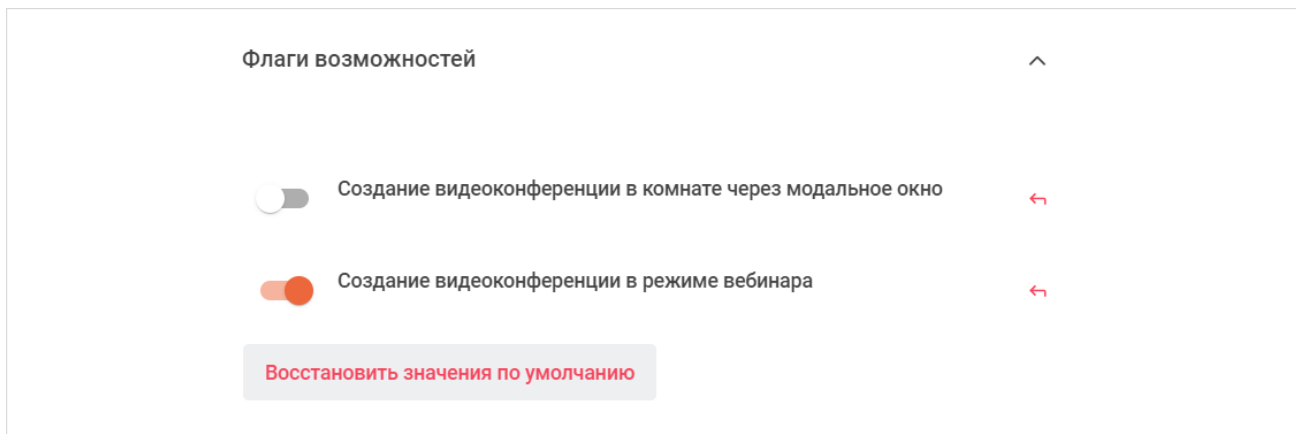 Флаги возможностей
Создание видеоконференции в комнате через модальное окно
Создание видеоконференции в режиме вебинара
Восстановить значения по умолчанию